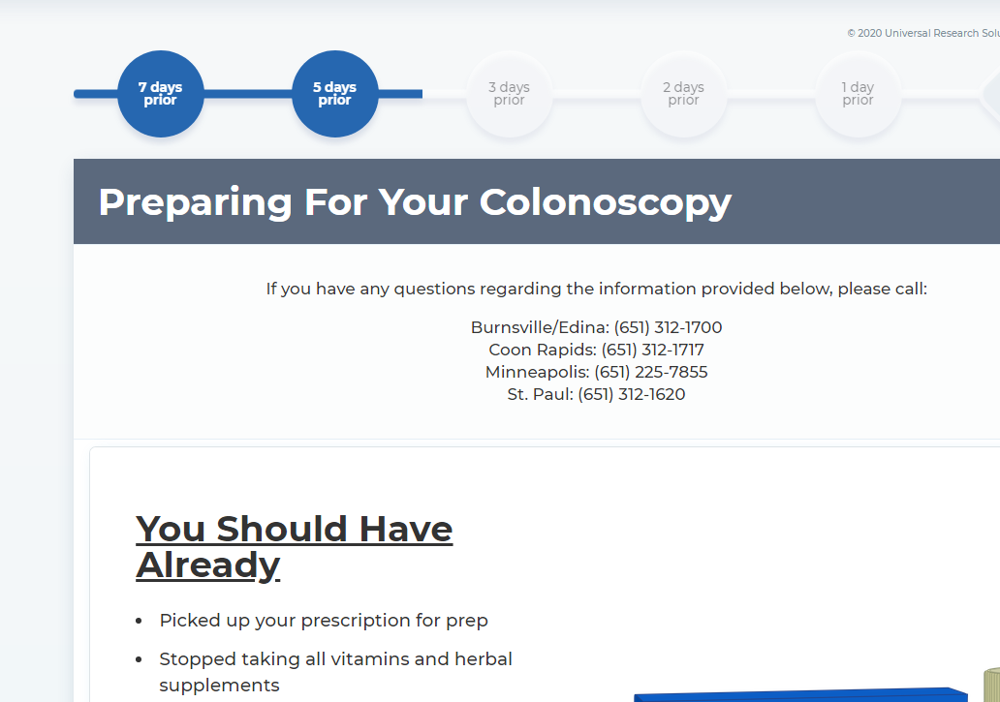 © 2020 Universal Research
7 days prior
5 days prior
3 days prior
2 days prior
1 day prior
Preparing For Your Colonoscopy
If you have any questions regarding the information provided below, please call:
Burnsville/Edina: (651) 312-1700
Coon Rapids: (651) 312-1717
Minneapolis: (651) 225-7855
St. Paul: (651) 312-1620
You Should Have
Already
• Picked up your prescription for prep
• Stopped taking all vitamins and herbal
supplements